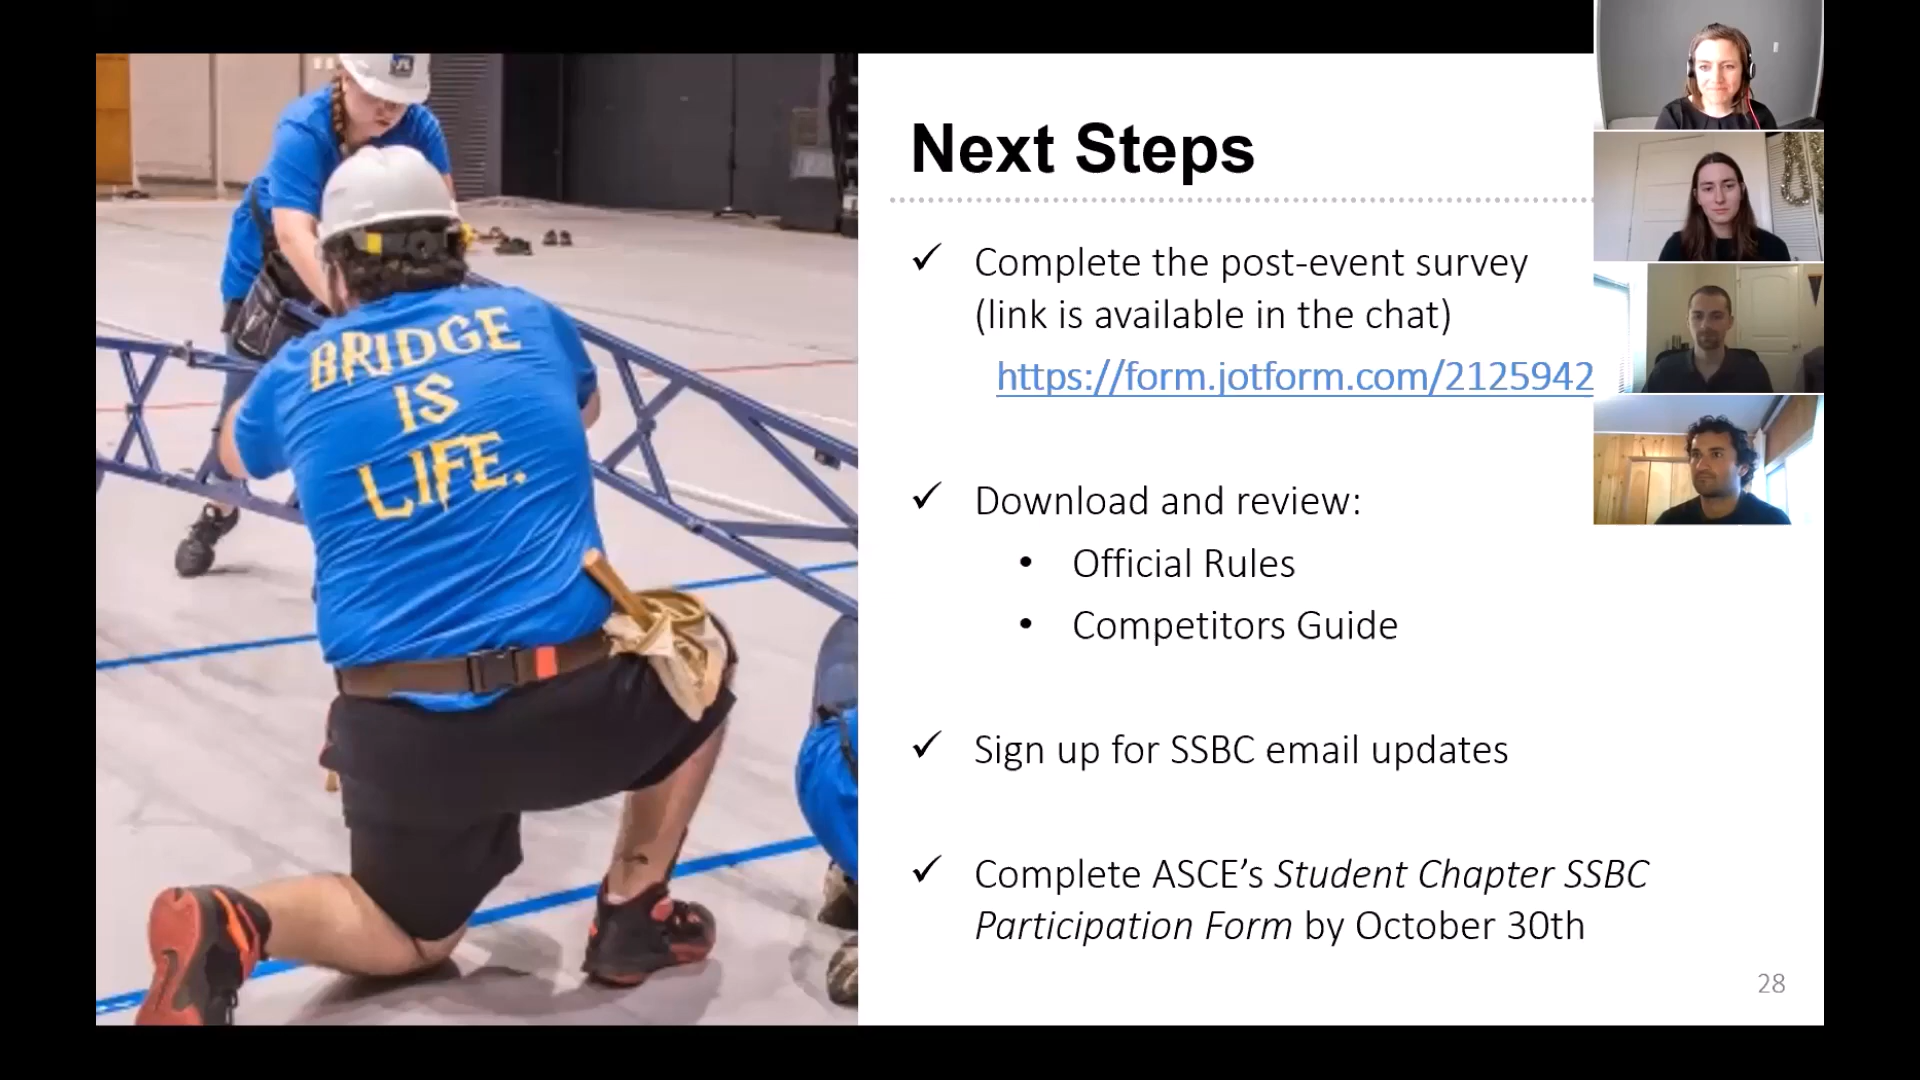 BRIDGE
IS
LIFE.
Next Steps
✓ Complete the post-event survey
(link is available in the chat)
https://form.jotform.com/2125942
✓ Download and review:
• Official Rules
• Competitors Guide
✓ Sign up for SSBC email updates
✓ Complete ASCE’s Student Chapter SSBC
Participation Form by October 30th
28